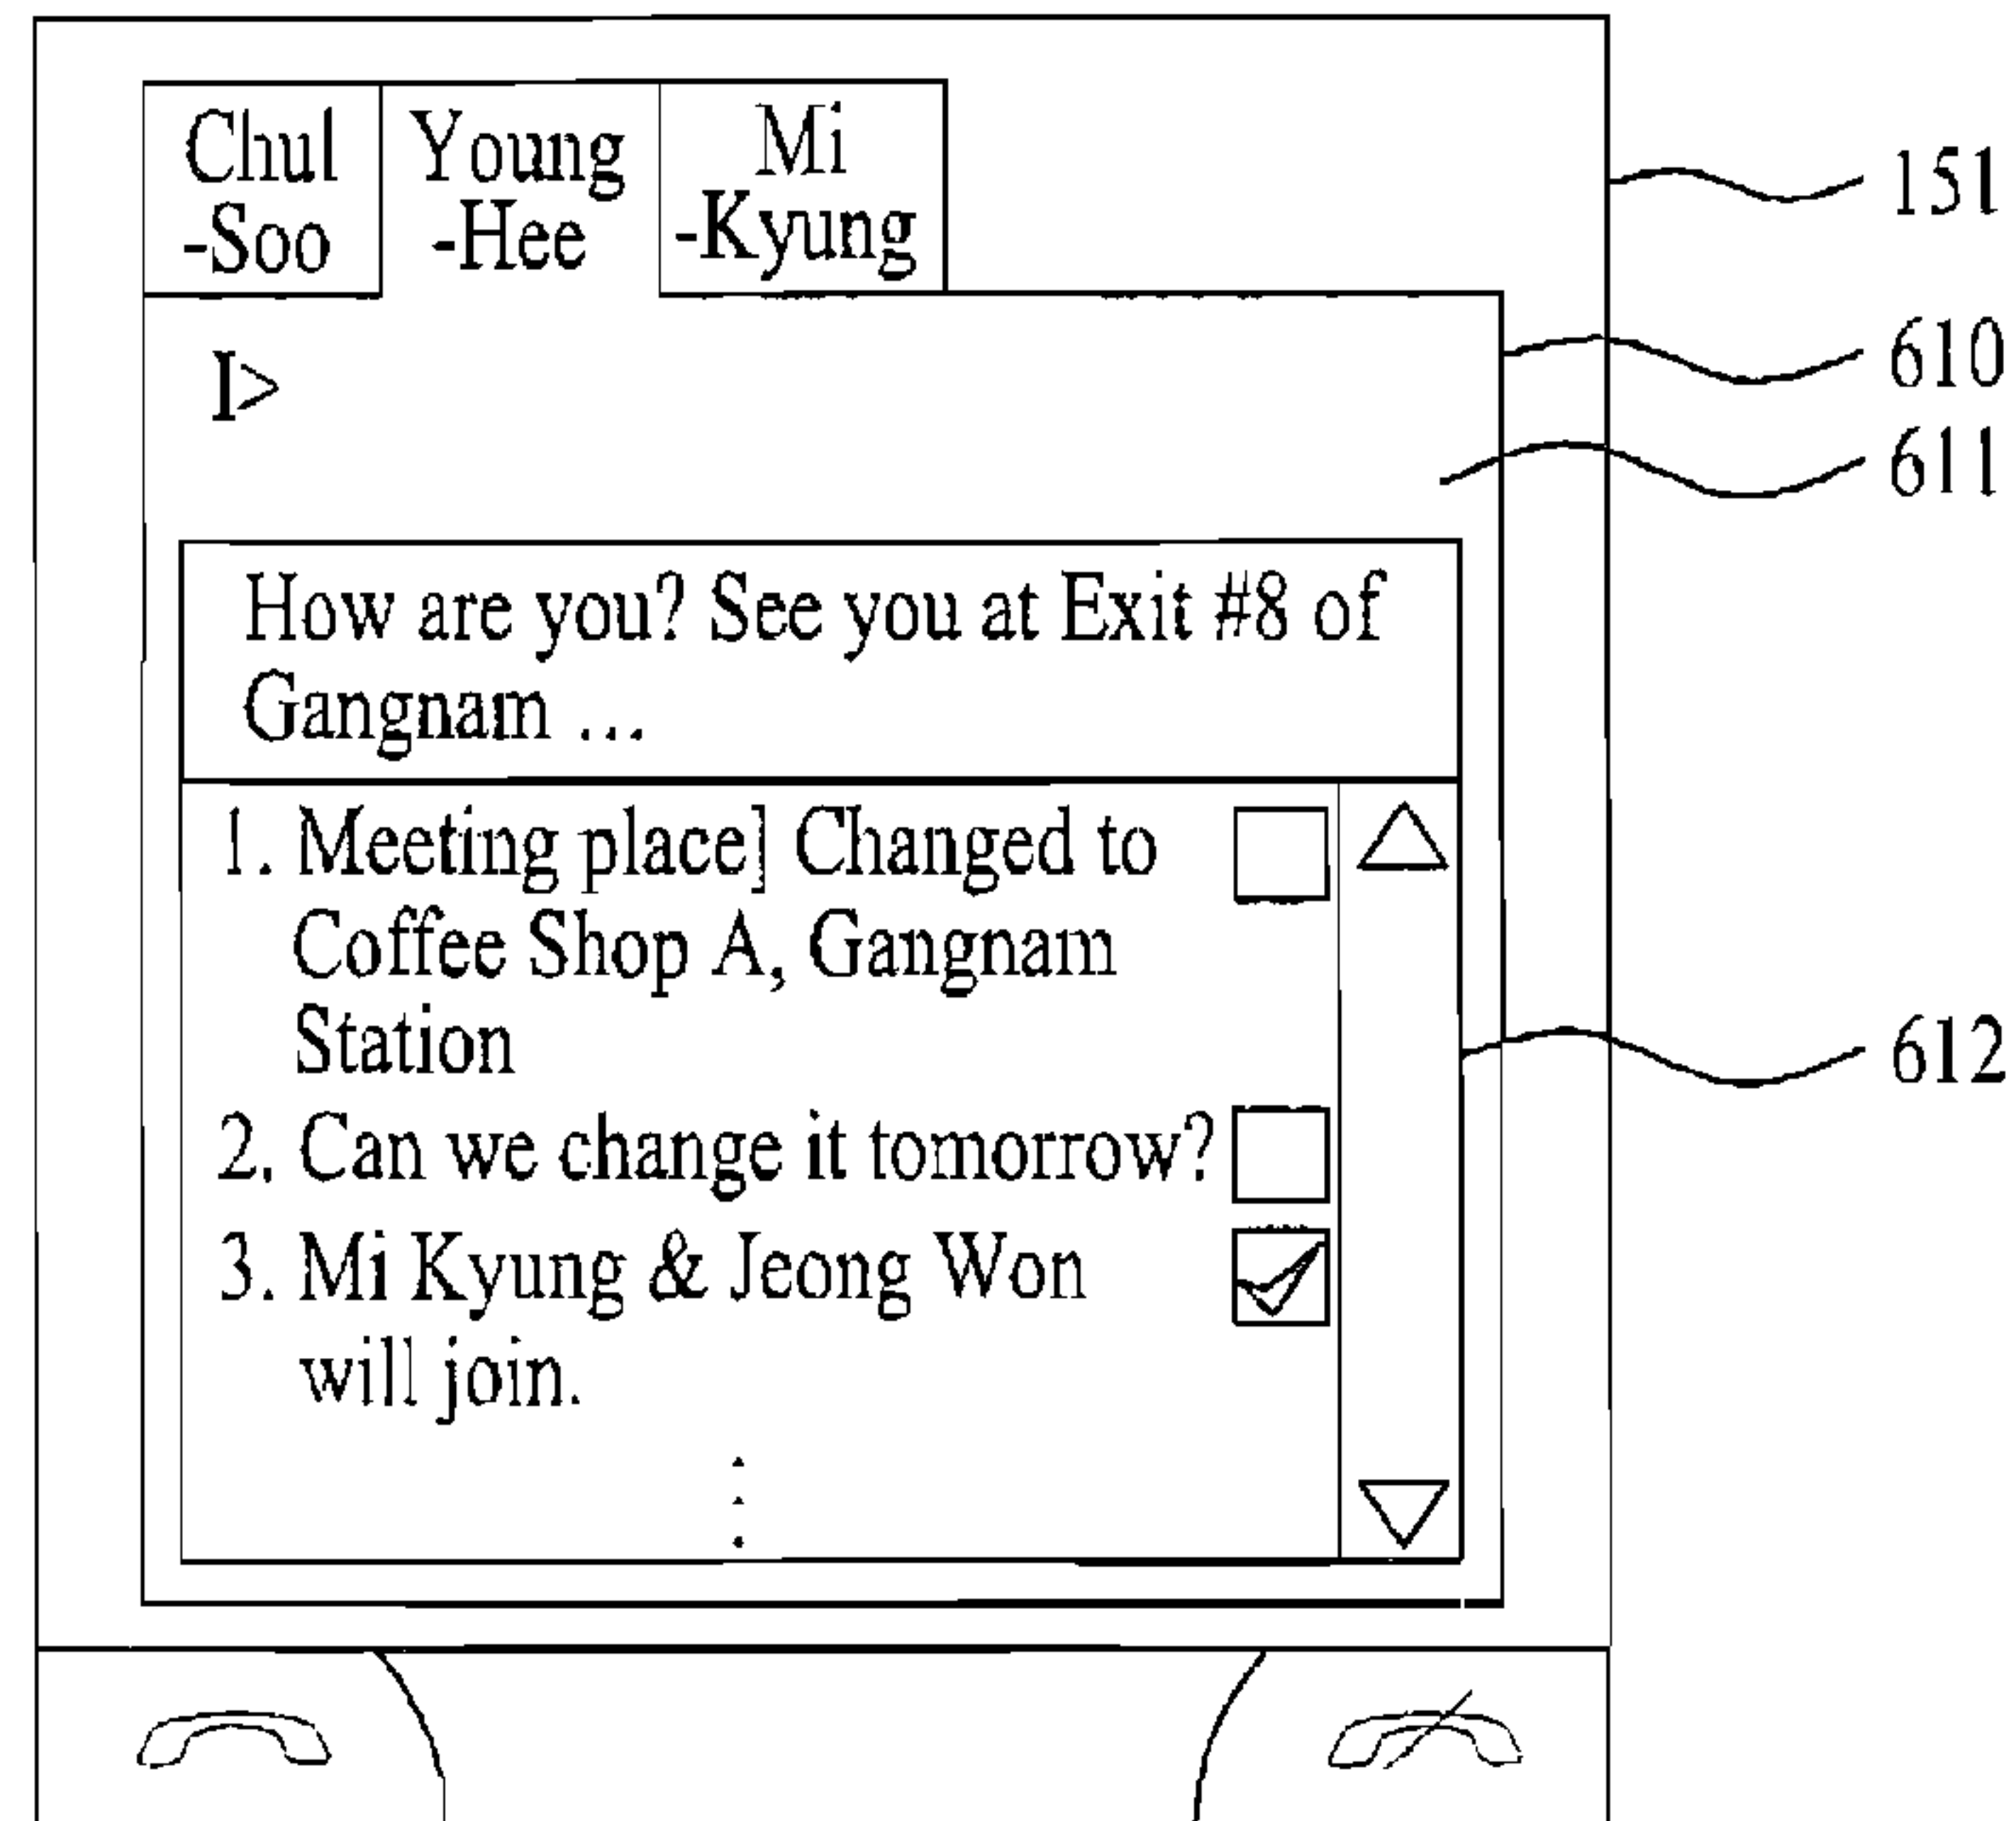 Chul
-Soo
Young
-Hee
Mi
-Kyung
151
I>
610
611
How are you? See you at Exit #8 of
Gangnam ...
1. Meeting place] Changed to
Coffee Shop A, Gangnam
Station
612
2. Can we change it tomorrow?
3. Mi Kyung & Jeong Won
will join.